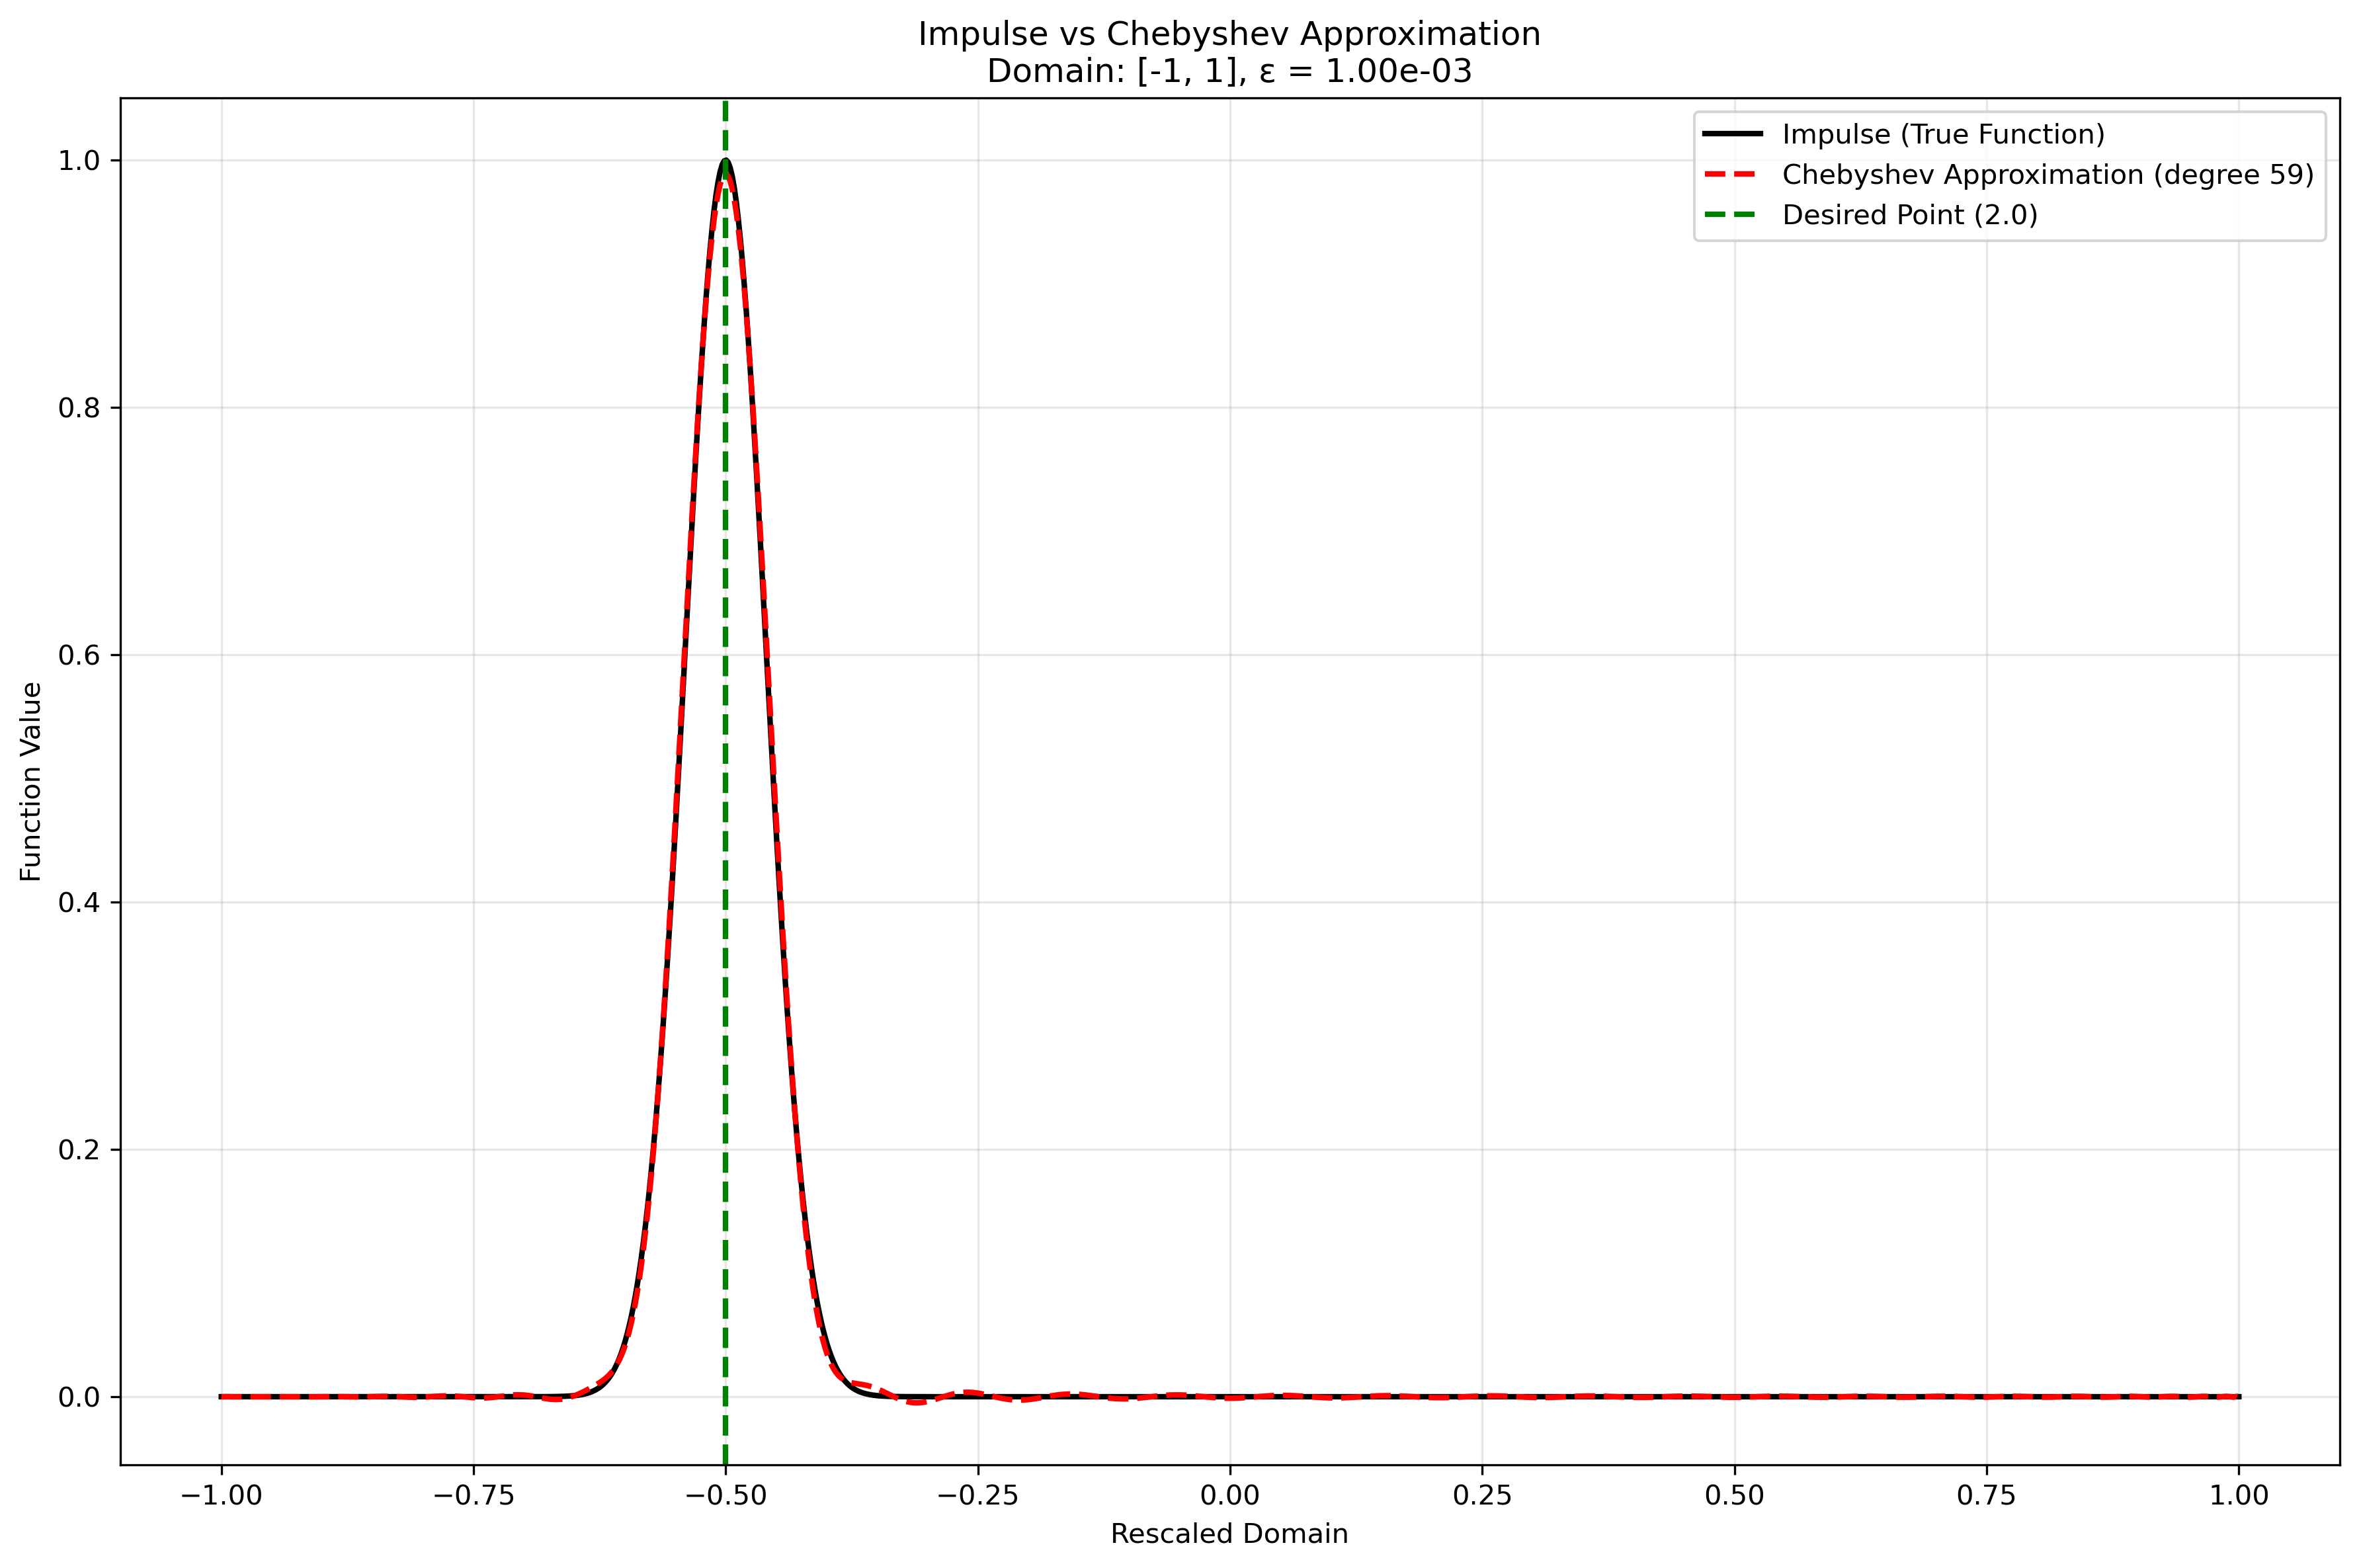 Impulse vs Chebyshev Approximation
Domain: [-1, 1], ε = 1.00e-03
Impulse (True Function)
Chebyshev Approximation (degree 59)
Desired Point (2.0)
Function Value
1.0
0.8
0.6
0.4
0.2
0.0
−1.00 −0.75 −0.50 −0.25 0.00 0.25 0.50 0.75 1.00
Rescaled Domain